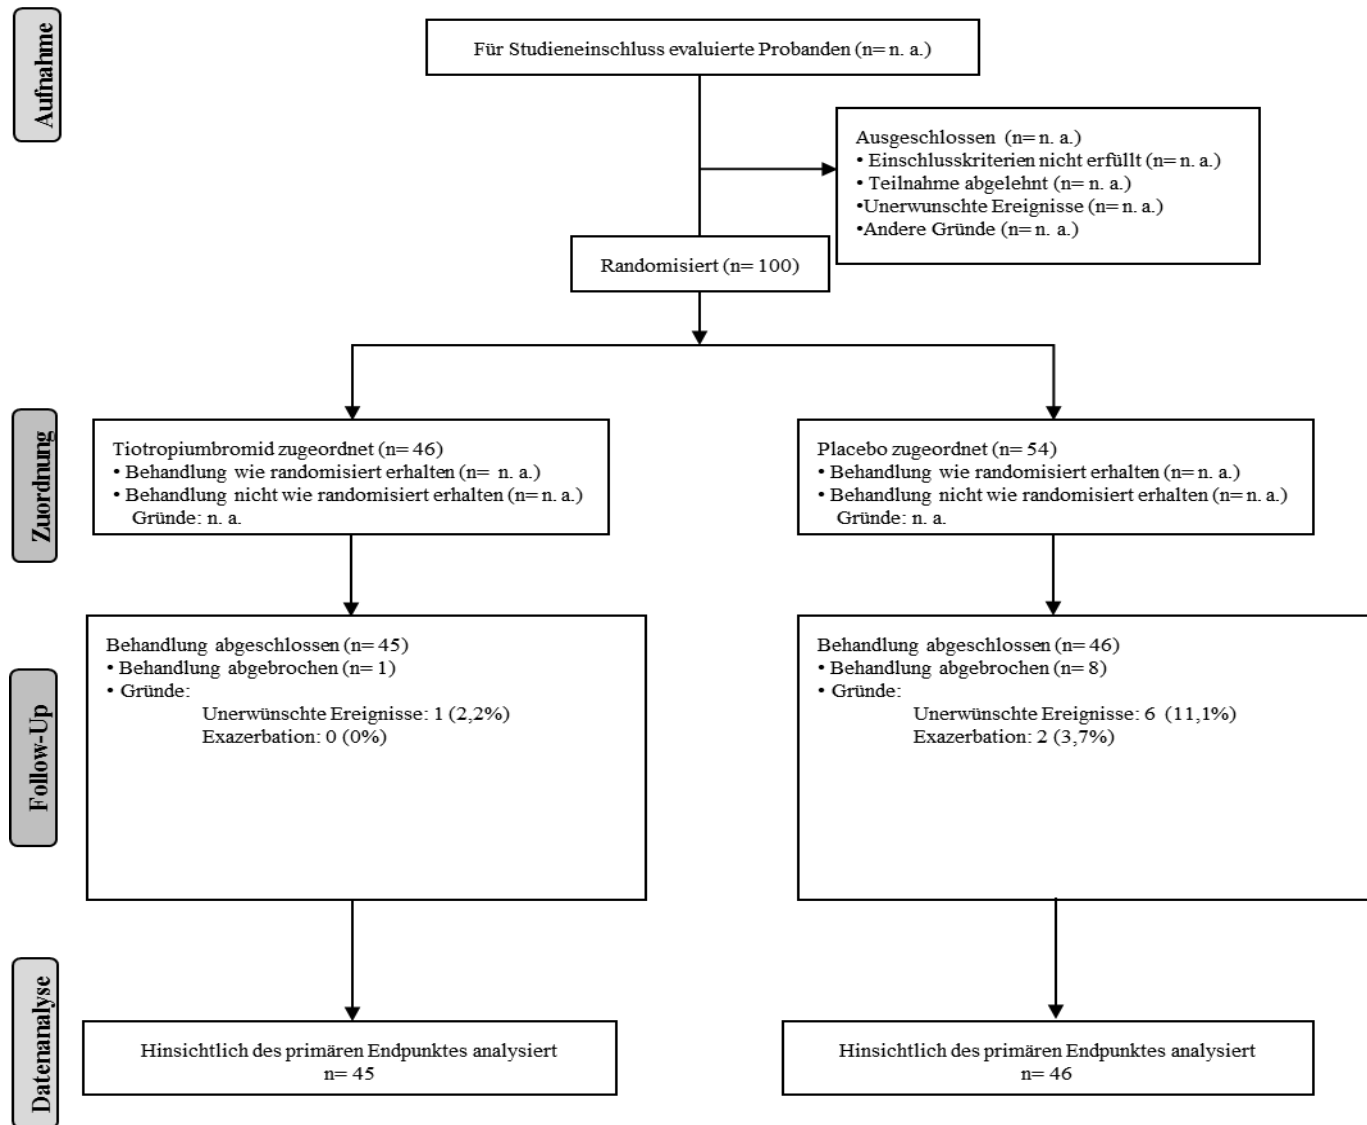 Aufnahme
Für Studieneinschluss evaluierte Probanden (n= n. a.)
Ausgeschlossen (n= n. a.)
• Einschlusskriterien nicht erfüllt (n= n. a.)
• Teilnahme abgelehnt (n= n. a.)
•Unerwunschte Ereignisse (n= n. a.)
•Andere Gründe (n= n. a.)
Randomisiert (n= 100)
Zuordnung
Tiotropiumbromid zugeordnet (n= 46)
• Behandlung wie randomisiert erhalten (n= n. a.)
• Behandlung nicht wie randomisiert erhalten (n= n. a.)
Gründe: n. a.
Placebo zugeordnet (n= 54)
• Behandlung wie randomisiert erhalten (n= n. a.)
• Behandlung nicht wie randomisiert erhalten (n= n. a.)
Gründe: n. a.
Follow-Up
Behandlung abgeschlossen (n= 45)
• Behandlung abgebrochen (n= 1)
• Gründe:
Unerwünschte Ereignisse: 1 (2,2%)
Exazerbation: 0 (0%)
Behandlung abgeschlossen (n= 46)
• Behandlung abgebrochen (n= 8)
• Gründe:
Unerwünschte Ereignisse: 6 (11,1%)
Exazerbation: 2 (3,7%)
Datenanalyse
Hinsichtlich des primären Endpunktes analysiert
n= 45
Hinsichtlich des primären Endpunktes analysiert
n= 46